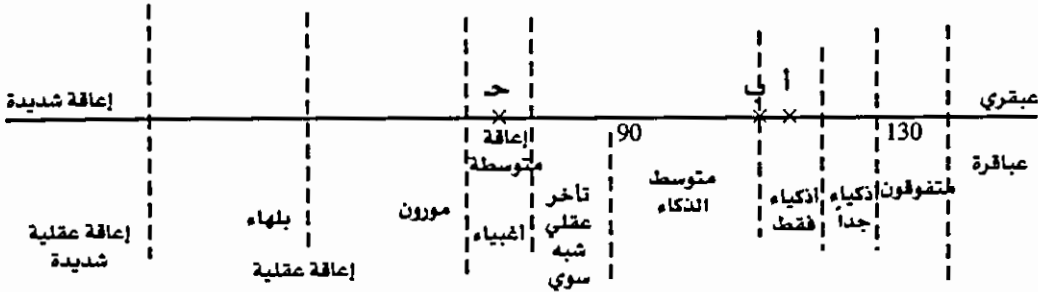 أ
ب
حـ
عبقري
إعاقة شديدة
130
90
إعاقة
متوسطة
عباقرة
متفوقون
أذكياء
جداً
أذكياء
فقط
متوسط
الذكاء
تأخر
عقلي
شبه
سوي
أغبياء
مورون
بلهاء
إعاقة عقلية
إعاقة عقلية
شديدة